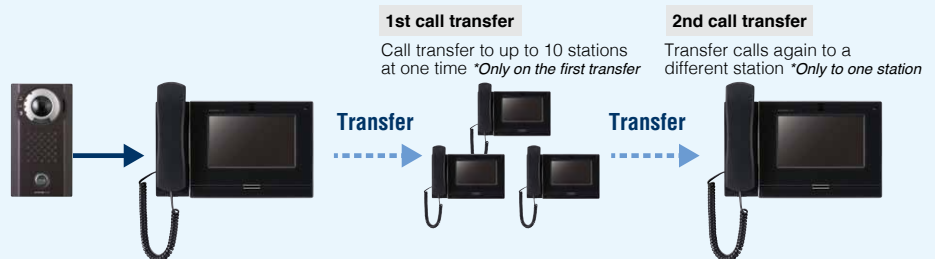 1st call transfer
Call transfer to up to 10 stations
at one time *Only on the first transfer
2nd call transfer
Transfer calls again to a
different station *Only to one station
Transfer
Transfer